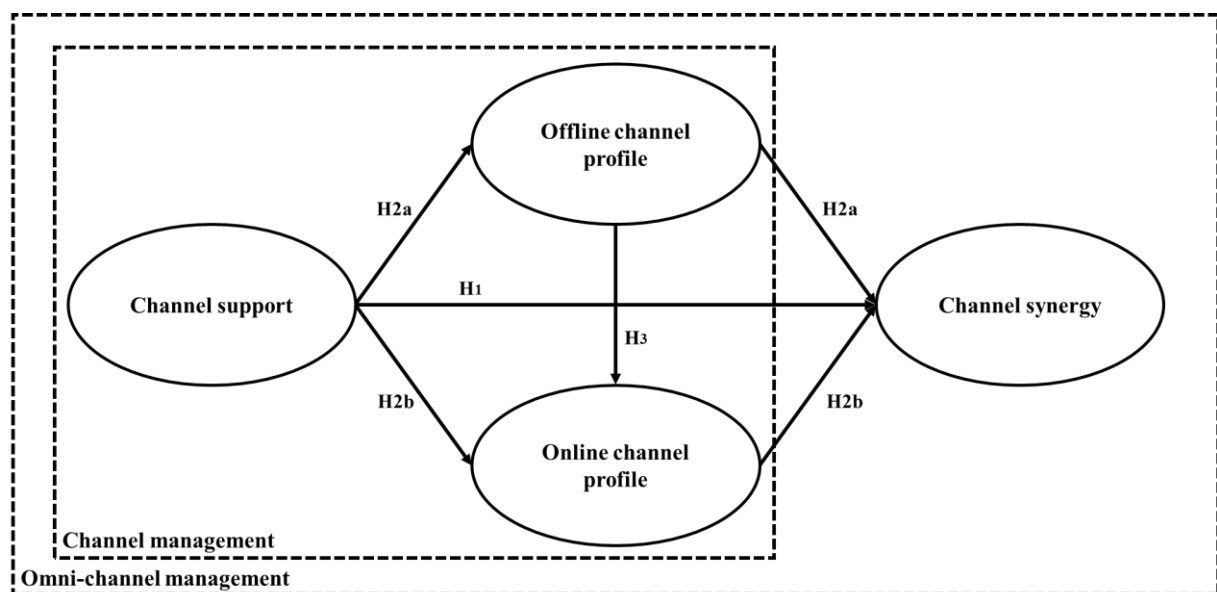 Offline channel
profile
H2a
H2a
Channel support
H1
Channel synergy
H3
H2b
H2b
Online channel
profile
Channel management
Omni-channel management